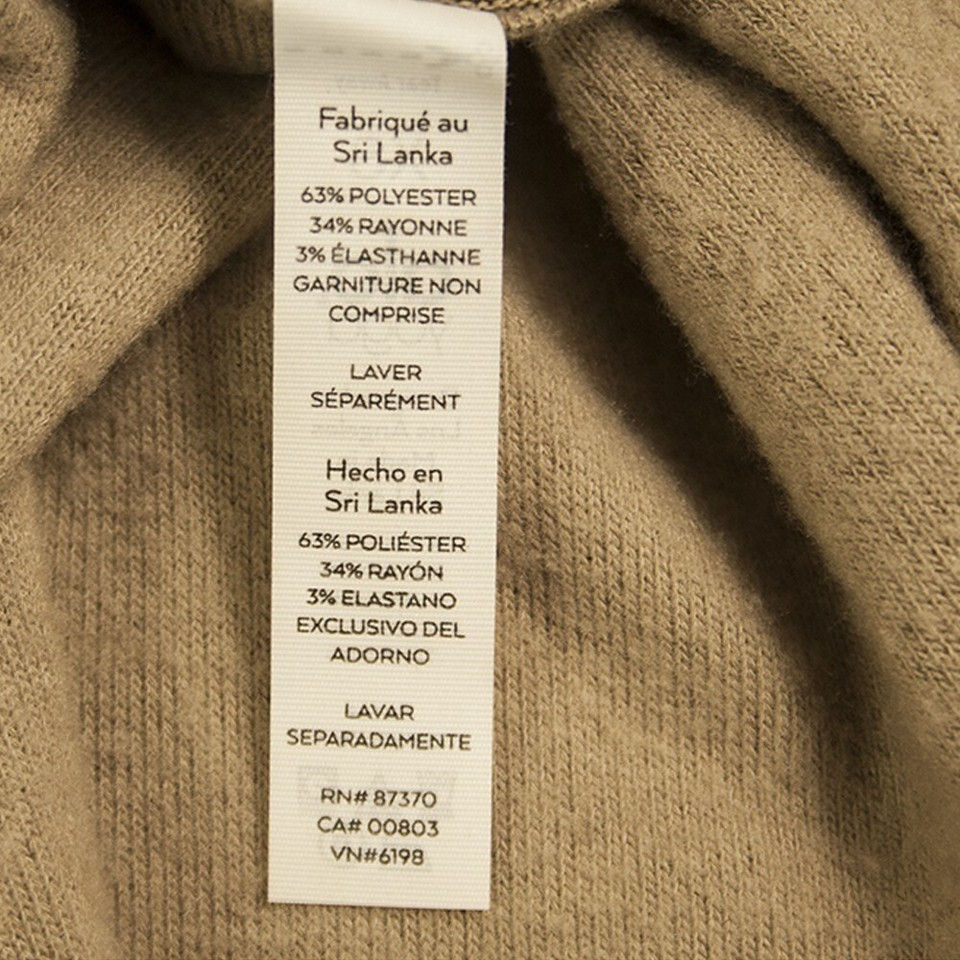 Fabriqué au
Sri Lanka
63% POLYESTER
34% RAYONNE
3% ÉLASTHANNE
GARNITURE NON
COMPRISE
LAVER
SÉPARÉMENT
Hecho en
Sri Lanka
63% POLIÉSTER
34% RAYÓN
3% ELASTANO
EXCLUSIVO DEL
ADORNO
LAVAR
SEPARADAMENTE
RN# 87370
CA# 00803
VN#6198